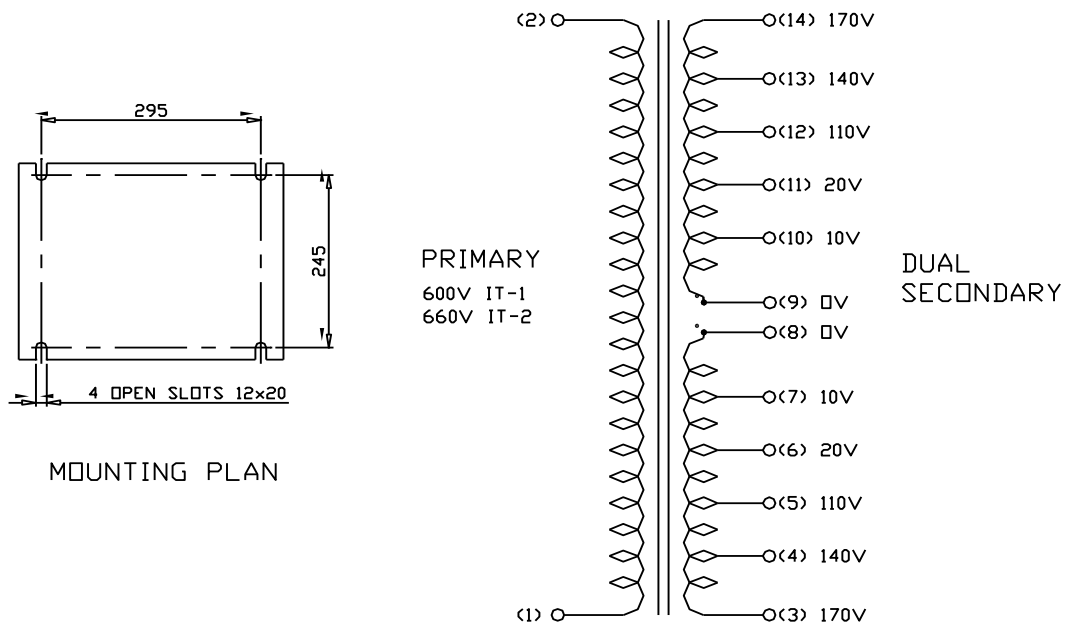 295
245
4 OPEN SLOTS 12x20
MOUNTING PLAN
PRIMARY
600V IT-1
660V IT-2
(2)
(1)
(14) 170V
(13) 140V
(12) 110V
(11) 20V
(10) 10V
(9) 0V
(8) 0V
(7) 10V
(6) 20V
(5) 110V
(4) 140V
(3) 170V
DUAL
SECONDARY